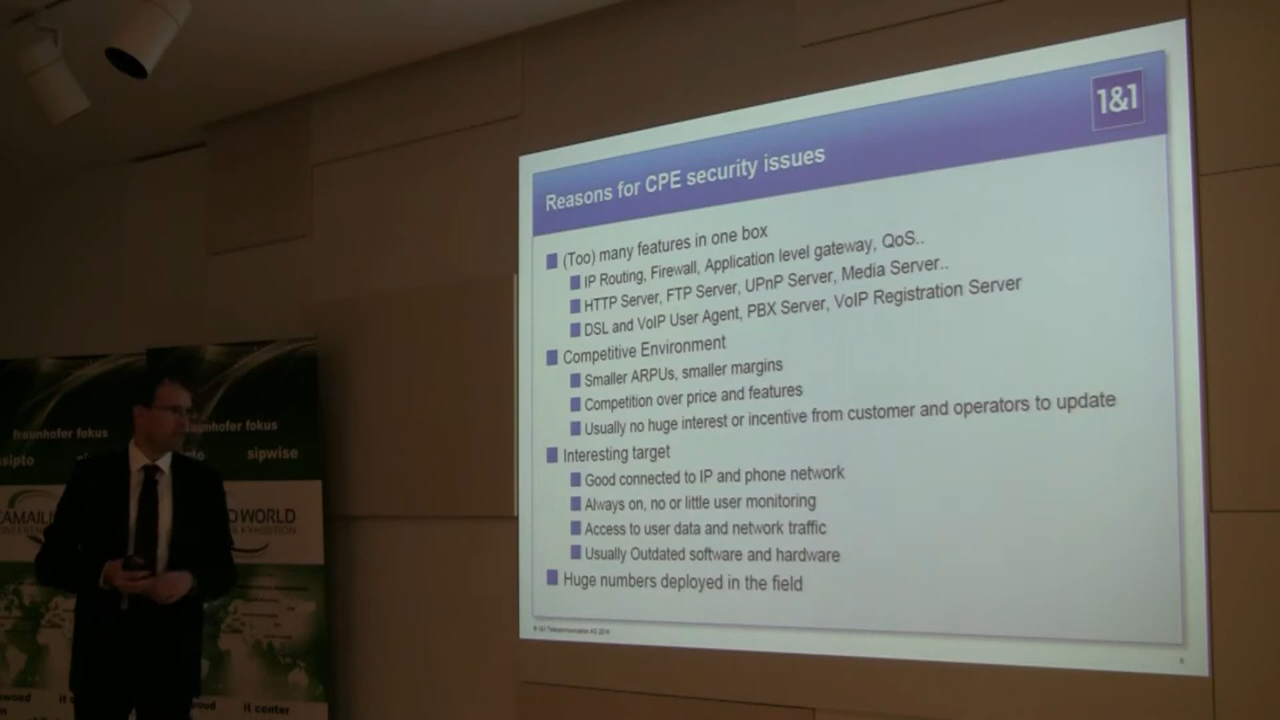 1&1
Reasons for CPE security issues
(Too) many features in one box
IP Routing, Firewall, Application level gateway, QoS..
HTTP Server, FTP Server, UPnP Server, Media Server..
DSL and VoIP User Agent, PBX Server, VoIP Registration Server
Competitive Environment
Smaller ARPUs, smaller margins
Competition over price and features
Usually no huge interest or incentive from customer and operators to update
Interesting target
Good connected to IP and phone network
Always on, no or little user monitoring
Access to user data and network traffic
Usually Outdated software and hardware
Huge numbers deployed in the field
fraunhofer fokus
fraunhofer fokus
sipwise
WORLD
EXHIBITION
it center